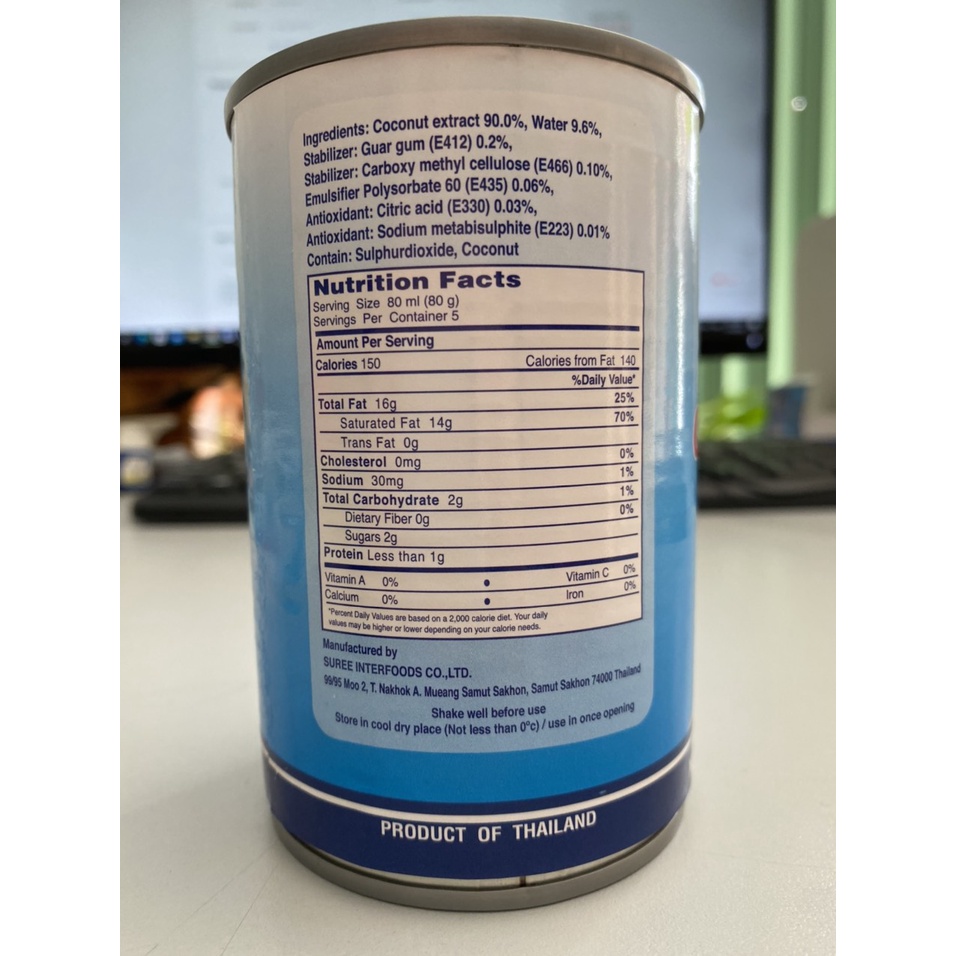 Ingredients: Coconut extract 90.0%, Water 9.6%,
Stabilizer: Guar gum (E412) 0.2%,
Stabilizer: Carboxy methyl cellulose (E466) 0.10%,
Emulsifier Polysorbate 60 (E435) 0.06%,
Antioxidant: Citric acid (E330) 0.03%,
Antioxidant: Sodium metabisulphite (E223) 0.01%
Contain: Sulphurdioxide, Coconut
Nutrition Facts
Serving Size 80 ml (80 g)
Servings Per Container 5
Amount Per Serving
Calories 150 Calories from Fat 140
%Daily Value*
Total Fat 16g 25%
Saturated Fat 14g 70%
Trans Fat 0g
Cholesterol 0mg 0%
Sodium 30mg 1%
Total Carbohydrate 2g 1%
Dietary Fiber 0g 0%
Sugars 2g
Protein Less than 1g
Vitamin A 0% • Vitamin C 0%
Calcium 0% • Iron 0%
*Percent Daily Values are based on a 2,000 calorie diet. Your daily
values may be higher or lower depending on your calorie needs.
Manufactured by
SUREE INTERFOODS CO.,LTD.
99/95 Moo 2, T. Nakhok A. Mueang Samut Sakhon, Samut Sakhon 74000 Thailand
Shake well before use
Store in cool dry place (Not less than 0°c) / use in once opening
PRODUCT OF THAILAND